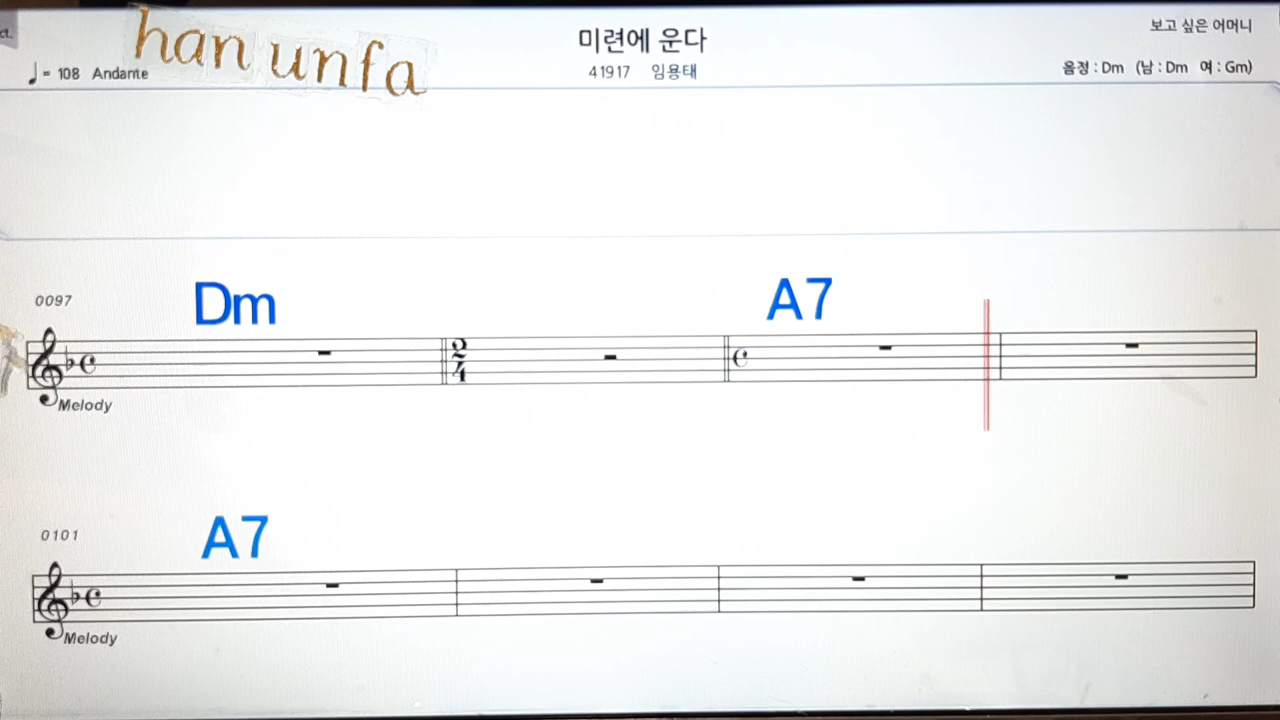 ct.
han unfa
미련에 운다
보고 싶은 어머니
= 108 Andante
41917 임용태
음정 : Dm (남 : Dm 여 : Gm)
0097
Dm
A7
2
4
Melody
0101
A7
Melody